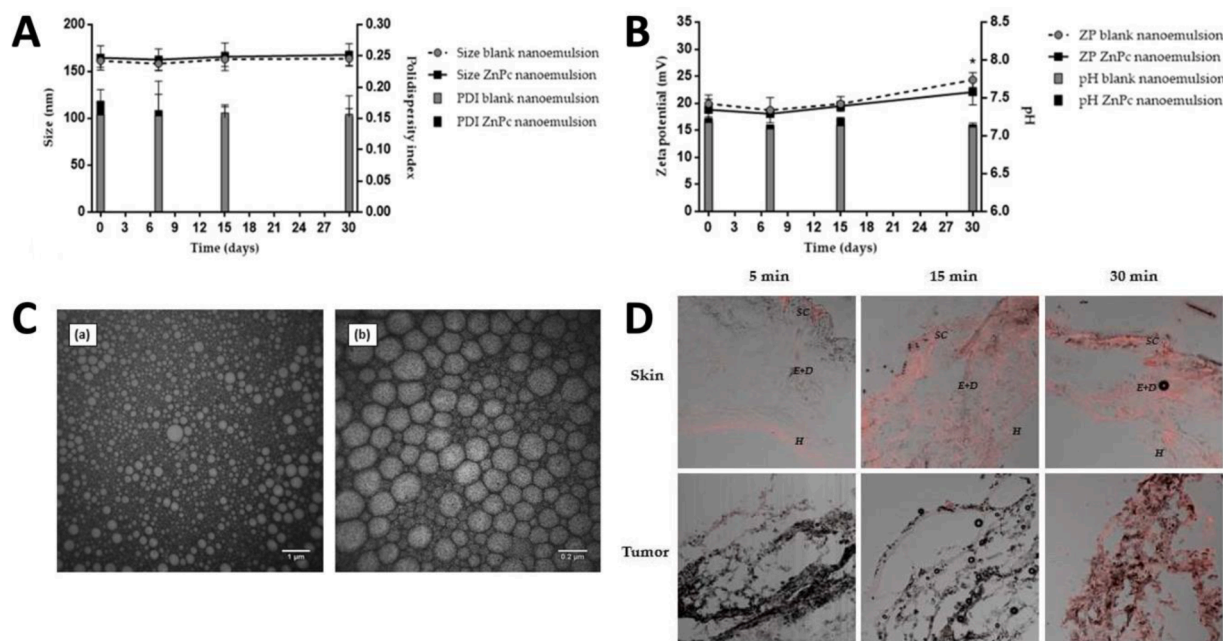 A
200
150
100
50
0
Size (nm)
0.30
0.25
0.20
0.15
0.10
0.05
0.00
Polidispersity index
0 3 6 9 12 15 18 21 24 27 30
Time (days)
Size blank nanoemulsion
Size ZnPc nanoemulsion
PDI blank nanoemulsion
PDI ZnPc nanoemulsion
B
35
30
25
20
15
10
5
0
Zeta potential (mV)
*
8.5
8.0
7.5
7.0
6.5
6.0
pH
0 3 6 9 12 15 18 21 24 27 30
Time (days)
ZP blank nanoemulsion
ZP ZnPc nanoemulsion
pH blank nanoemulsion
pH ZnPc nanoemulsion
C
(a)
1 µm
(b)
0.2 µm
D
5 min 15 min 30 min
Skin
SC
E+D
H
SC
E+D
H
SC
E+D
H
Tumor